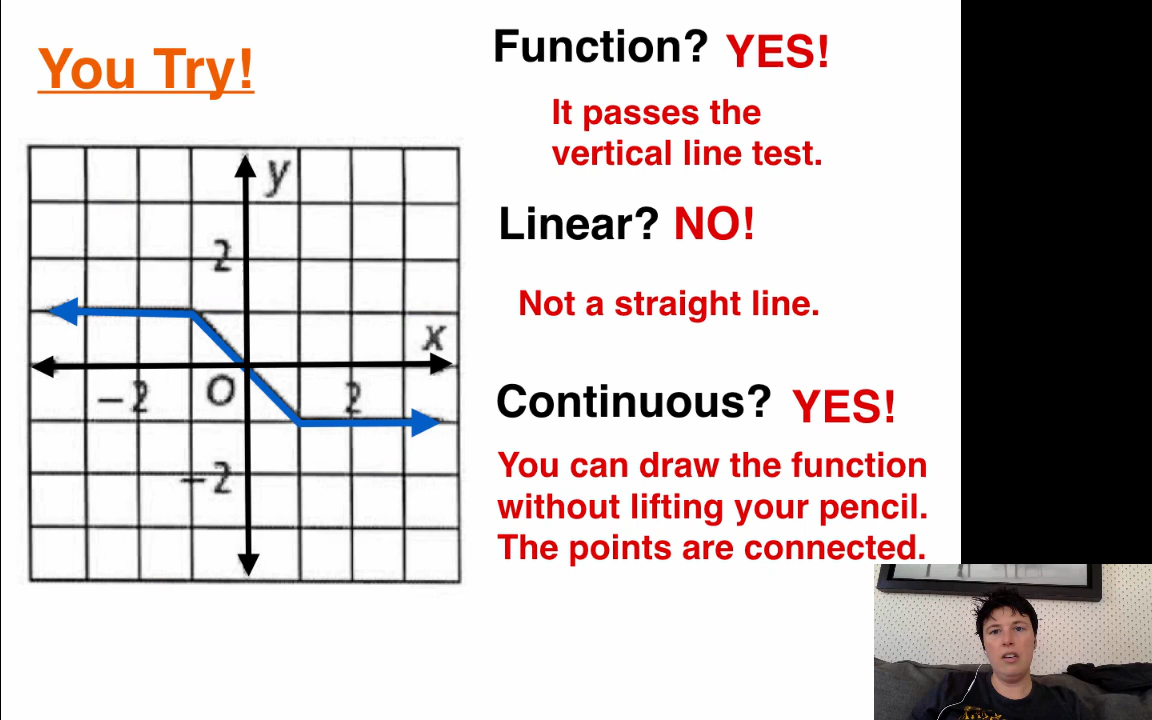 You Try!
Function? YES!
It passes the
vertical line test.
Linear? NO!
Not a straight line.
Continuous? YES!
You can draw the function
without lifting your pencil.
The points are connected.
y
2
x
−2 O 2
−2